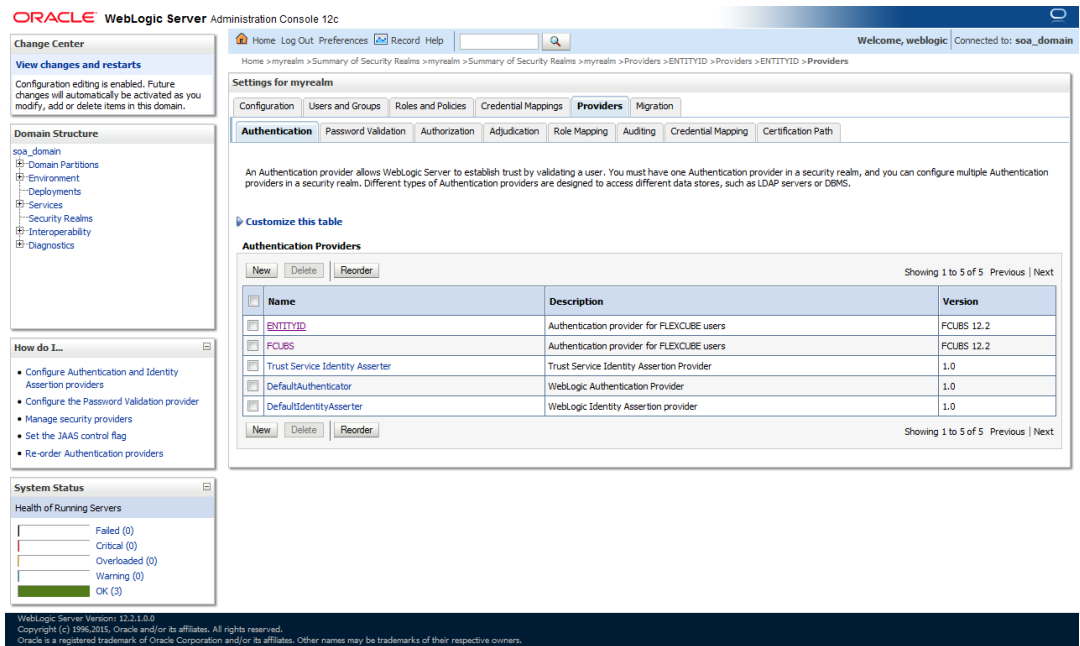 ORACLE WebLogic Server Administration Console 12c
Change Center
View changes and restarts
Configuration editing is enabled. Future
changes will automatically be activated as you
modify, add or delete items in this domain.
Domain Structure
soa_domain
Domain Partitions
Environment
Deployments
Services
Security Realms
Interoperability
Diagnostics
How do I...
Configure Authentication and Identity
Assertion providers
Configure the Password Validation provider
Manage security providers
Set the JAAS control flag
Re-order Authentication providers
System Status
Health of Running Servers
Failed (0)
Critical (0)
Overloaded (0)
Warning (0)
OK (3)
Home Log Out Preferences Record Help
Welcome, weblogic Connected to: soa_domain
Home >myrealm >Summary of Security Realms >myrealm >Summary of Security Realms >myrealm >Providers >ENTITYID >Providers >ENTITYID >Providers
Settings for myrealm
Configuration Users and Groups Roles and Policies Credential Mappings Providers Migration
Authentication Password Validation Authorization Adjudication Role Mapping Auditing Credential Mapping Certification Path
An Authentication provider allows WebLogic Server to establish trust by validating a user. You must have one Authentication provider in a security realm, and you can configure multiple Authentication
providers in a security realm. Different types of Authentication providers are designed to access different data stores, such as LDAP servers or DBMS.
Customize this table
Authentication Providers
New Delete Reorder Showing 1 to 5 of 5 Previous | Next
Name Description Version
ENTITYID Authentication provider for FLEXCUBE users FCUBS 12.2
FCUBS Authentication provider for FLEXCUBE users FCUBS 12.2
Trust Service Identity Asserter Trust Service Identity Assertion Provider 1.0
DefaultAuthenticator WebLogic Authentication Provider 1.0
DefaultIdentityAsserter WebLogic Identity Assertion provider 1.0
New Delete Reorder Showing 1 to 5 of 5 Previous | Next
WebLogic Server Version: 12.2.1.0.0
Copyright (c) 1996,2015, Oracle and/or its affiliates. All rights reserved.
Oracle is a registered trademark of Oracle Corporation and/or its affiliates. Other names may be trademarks of their respective owners.